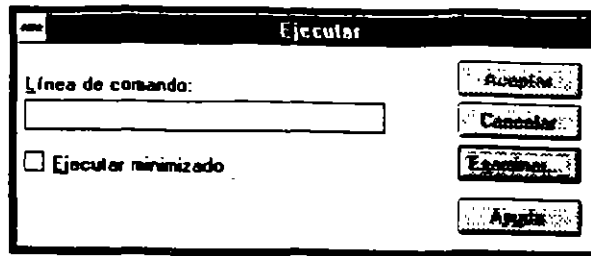 Ejecutar
Línea de comando:
Ejecutar minimizado
Aceptar
Cancelar
Examinar...
Ayuda